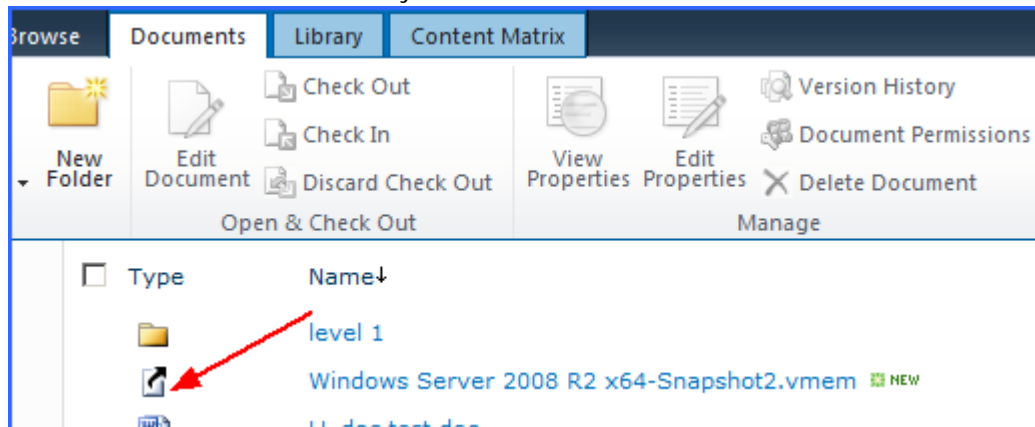 Browse Documents Library Content Matrix
New Folder
Edit Document
Check Out
Check In
Discard Check Out
Open & Check Out
View Properties
Edit Properties
Version History
Document Permissions
Delete Document
Manage
Type Name↓
level 1
Windows Server 2008 R2 x64-Snapshot2.vmem NEW